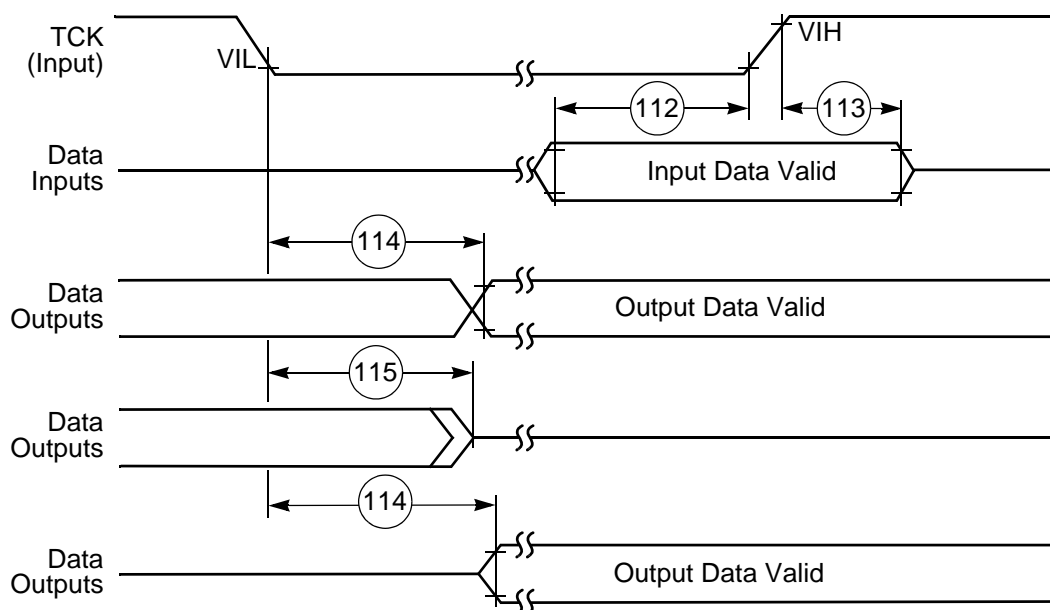 TCK
(Input)
VIL
VIH
112
113
Data
Inputs
Input Data Valid
114
Data
Outputs
Output Data Valid
115
Data
Outputs
114
Data
Outputs
Output Data Valid